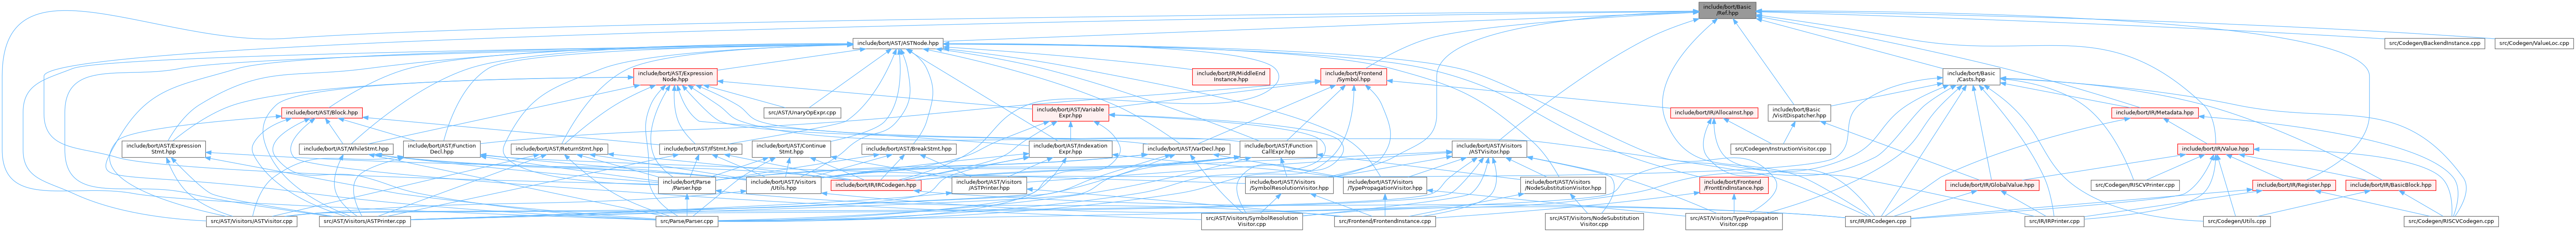 include/bort/Basic
/Ref.hpp
include/bort/AST/ASTNode.hpp
src/Codegen/BackendInstance.cpp
src/Codegen/ValueLoc.cpp
include/bort/AST/Expression
Node.hpp
include/bort/IR/MiddleEnd
Instance.hpp
include/bort/Frontend
/Symbol.hpp
include/bort/Basic
/Casts.hpp
include/bort/AST/Block.hpp
src/AST/UnaryOpExpr.cpp
include/bort/AST/Variable
Expr.hpp
include/bort/IR/AllocaInst.hpp
include/bort/Basic
/VisitDispatcher.hpp
include/bort/IR/Metadata.hpp
include/bort/AST/Expression
Stmt.hpp
include/bort/AST/WhileStmt.hpp
include/bort/AST/Function
Decl.hpp
include/bort/AST/ReturnStmt.hpp
include/bort/AST/IfStmt.hpp
include/bort/AST/Continue
Stmt.hpp
include/bort/AST/BreakStmt.hpp
include/bort/AST/Indexation
Expr.hpp
include/bort/AST/VarDecl.hpp
include/bort/AST/Function
CallExpr.hpp
include/bort/AST/Visitors
/ASTVisitor.hpp
src/Codegen/InstructionVisitor.cpp
include/bort/IR/Value.hpp
include/bort/Parse
/Parser.hpp
include/bort/AST/Visitors
/Utils.hpp
include/bort/IR/IRCodegen.hpp
include/bort/AST/Visitors
/ASTPrinter.hpp
include/bort/AST/Visitors
/SymbolResolutionVisitor.hpp
include/bort/AST/Visitors
/TypePropagationVisitor.hpp
include/bort/AST/Visitors
/NodeSubstitutionVisitor.hpp
include/bort/Frontend
/FrontEndInstance.hpp
include/bort/IR/GlobalValue.hpp
src/Codegen/RISCVPrinter.cpp
include/bort/IR/Register.hpp
include/bort/IR/BasicBlock.hpp
src/AST/Visitors/ASTVisitor.cpp
src/AST/Visitors/ASTPrinter.cpp
src/Parse/Parser.cpp
src/AST/Visitors/SymbolResolution
Visitor.cpp
src/Frontend/FrontendInstance.cpp
src/AST/Visitors/NodeSubstitution
Visitor.cpp
src/AST/Visitors/TypePropagation
Visitor.cpp
src/IR/IRCodegen.cpp
src/IR/IRPrinter.cpp
src/Codegen/Utils.cpp
src/Codegen/RISCVCodegen.cpp